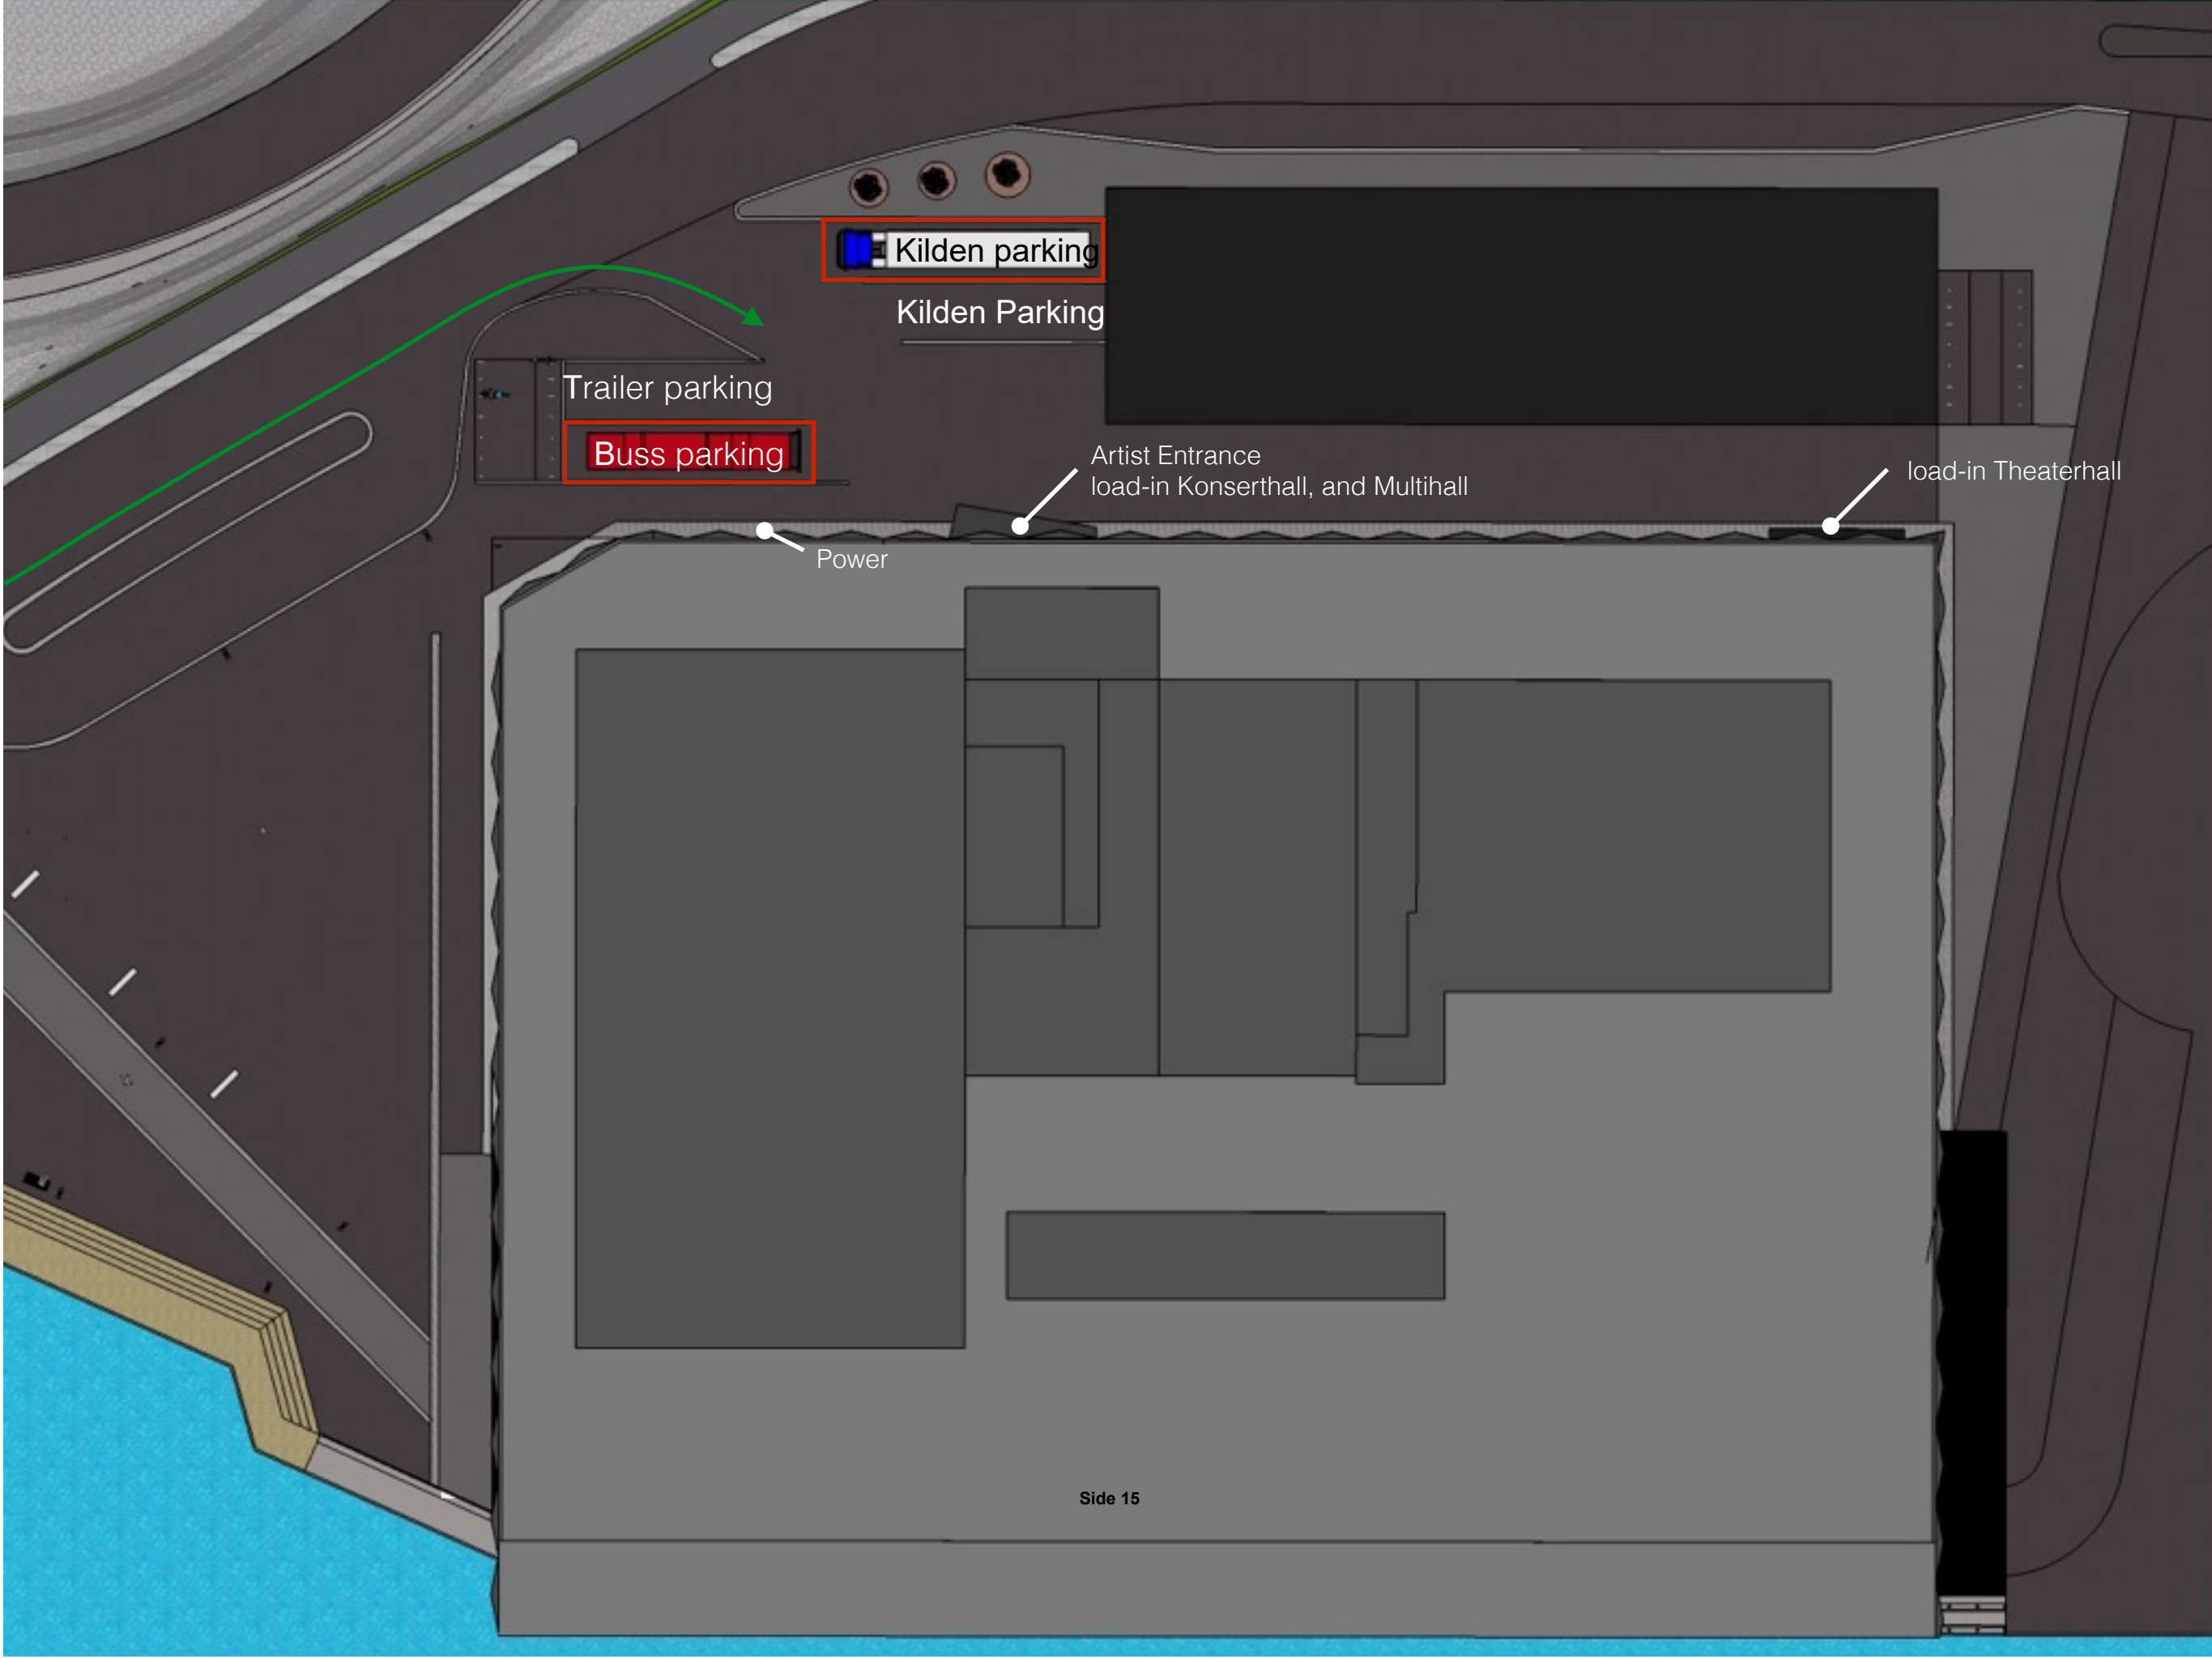 Kilden parking
Kilden Parking
Trailer parking
Buss parking
Artist Entrance
load-in Konserthall, and Multihall
load-in Theaterhall
Power
Side 15